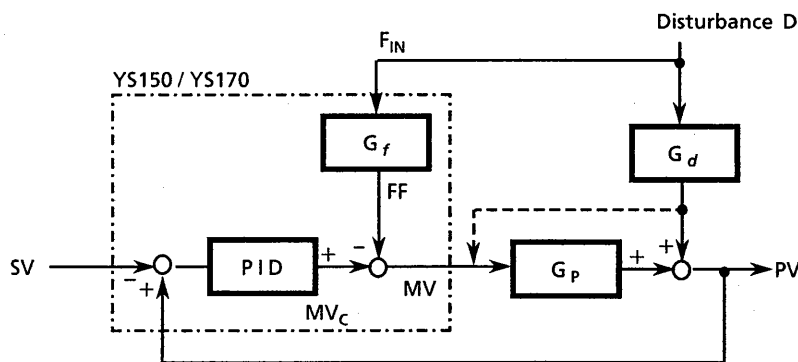 Disturbance D
F_IN
YS150 / YS170
G_f
G_d
FF
SV
-
+
PID
+
-
MV_C
MV
G_P
+
+
PV